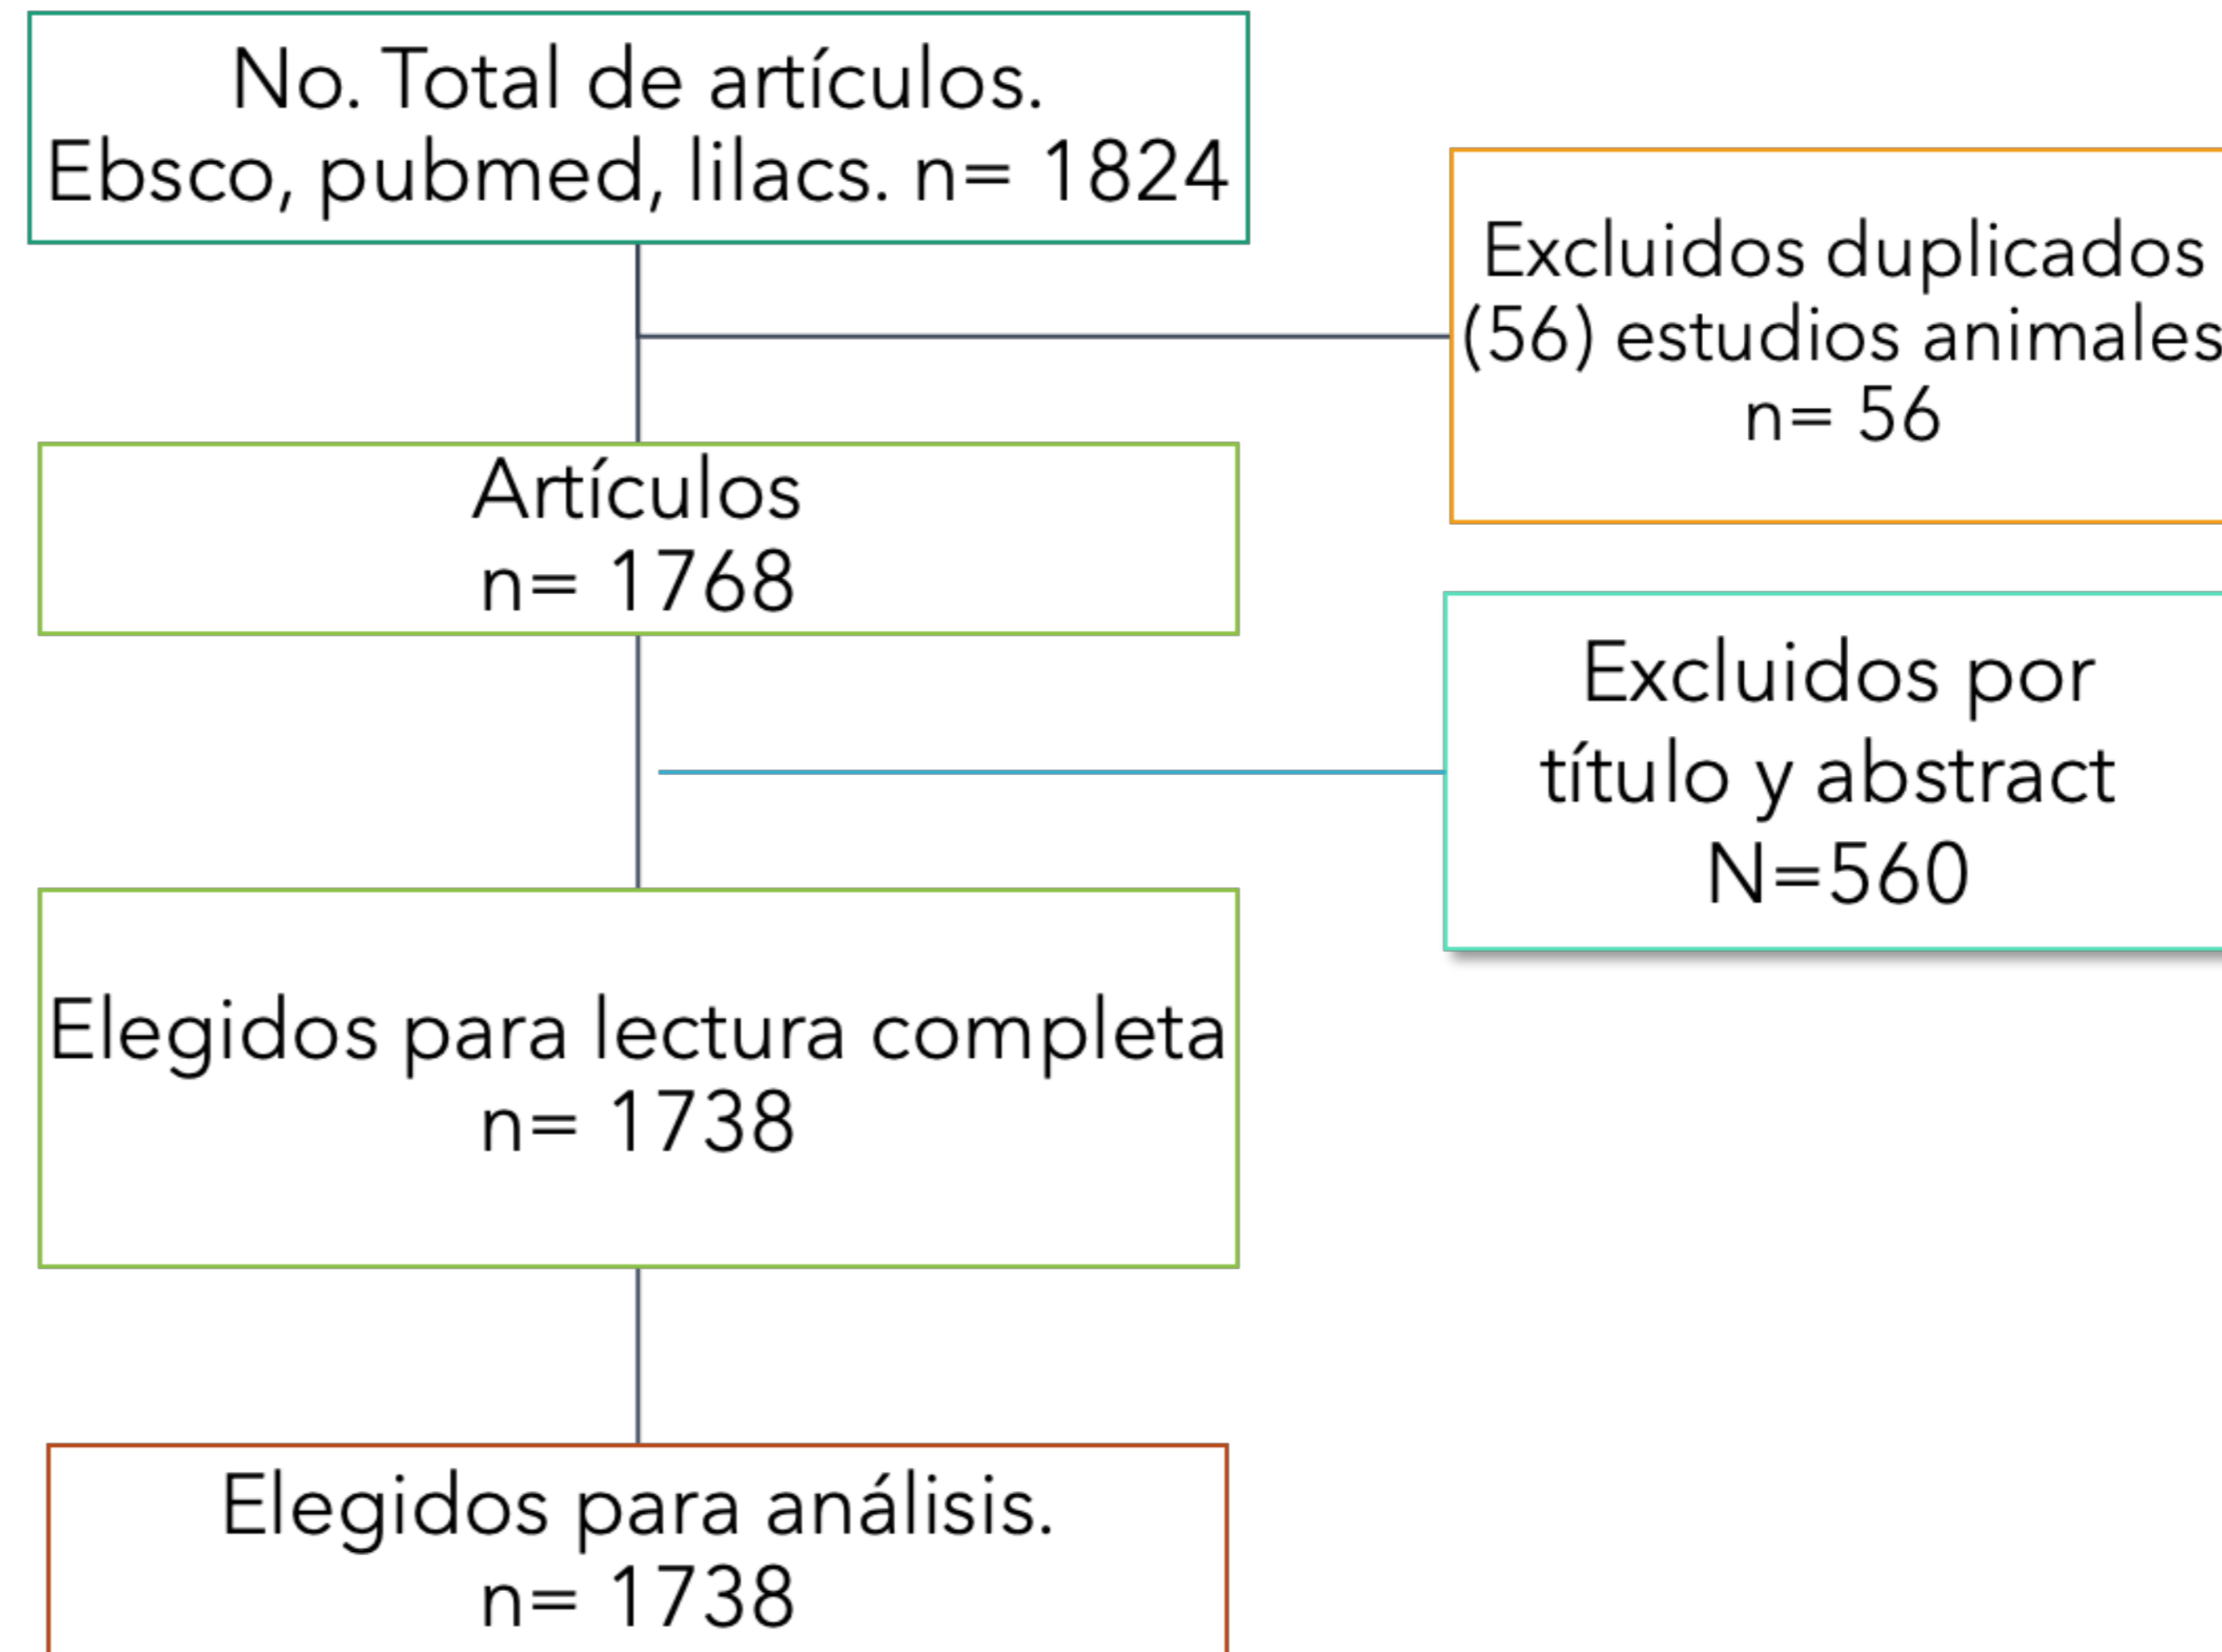 No. Total de artículos.
Ebsco, pubmed, lilacs. n= 1824
Excluidos duplicados
(56) estudios animales
n= 56
Artículos
n= 1768
Excluidos por
título y abstract
N=560
Elegidos para lectura completa
n= 1738
Elegidos para análisis.
n= 1738